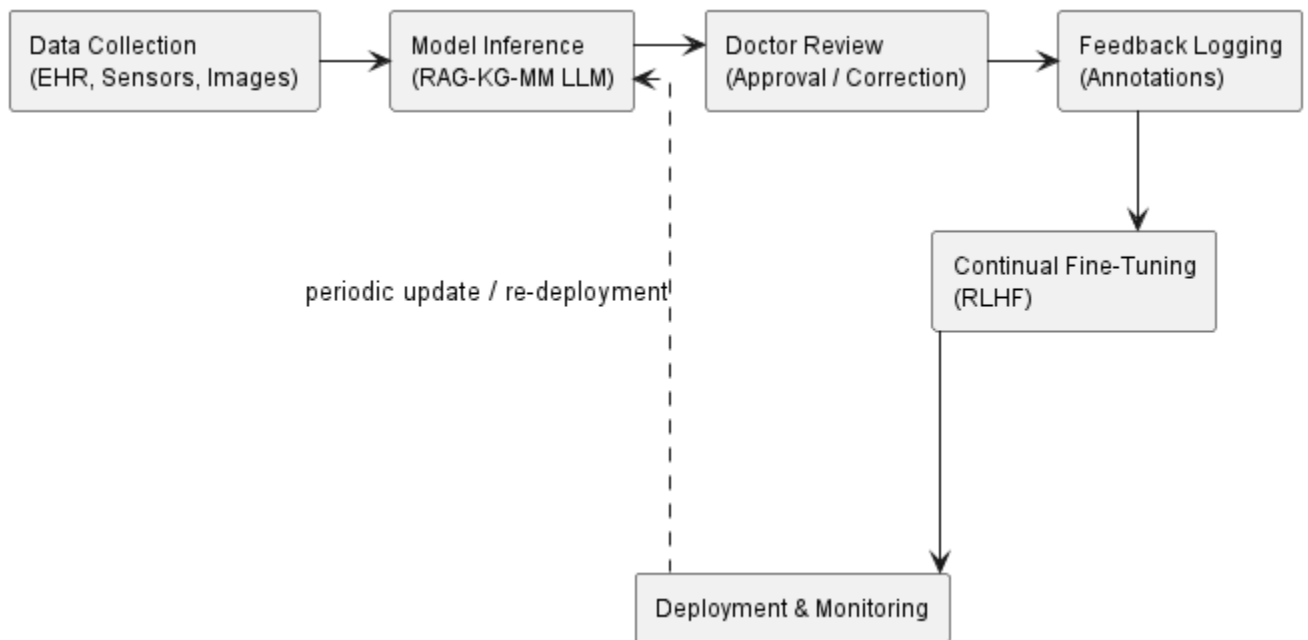 Data Collection
(EHR, Sensors, Images)
Model Inference
(RAG-KG-MM LLM)
Doctor Review
(Approval / Correction)
Feedback Logging
(Annotations)
periodic update / re-deployment
Continual Fine-Tuning
(RLHF)
Deployment & Monitoring